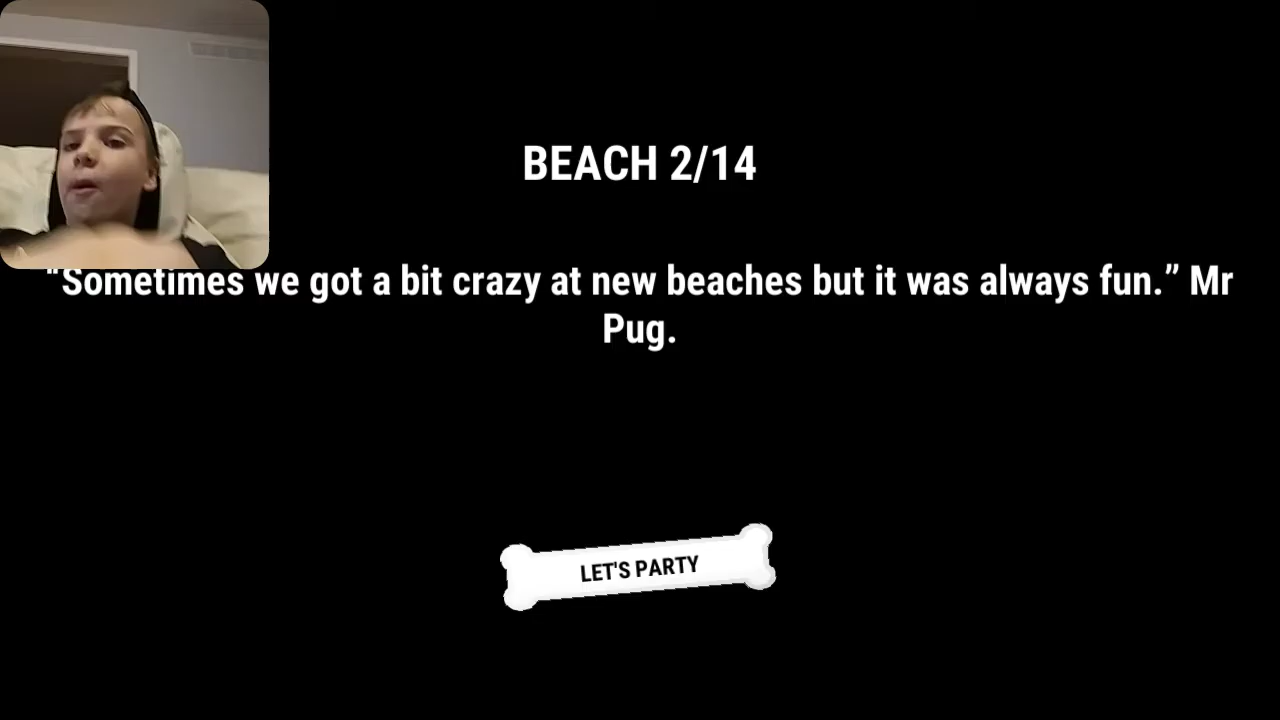 BEACH 2/14
“Sometimes we got a bit crazy at new beaches but it was always fun.” Mr
Pug.
LET'S PARTY